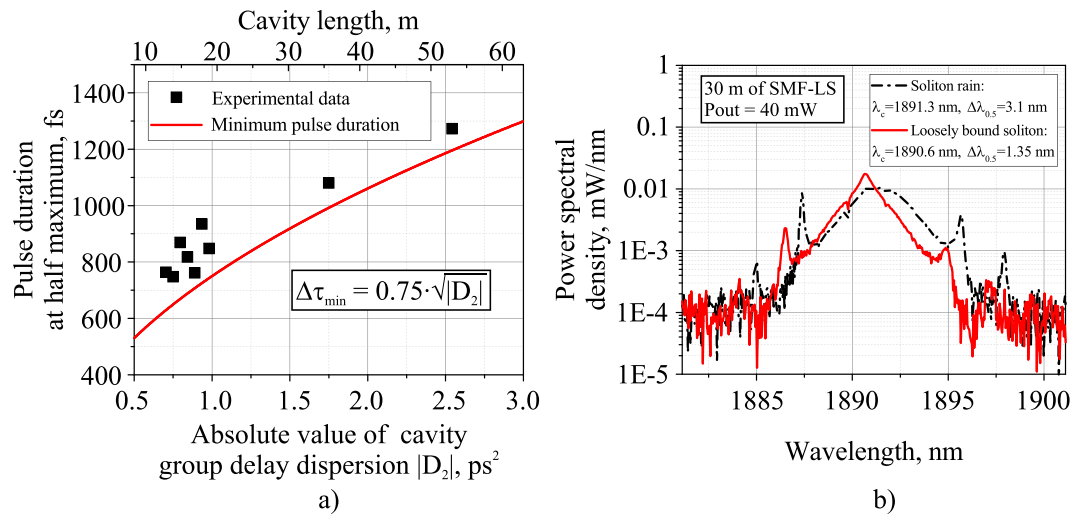 a)
Cavity length, m
10 20 30 40 50 60
Pulse duration
at half maximum, fs
1400
1200
1000
800
600
400
Experimental data
Minimum pulse duration
Δτmin = 0.75·√|D2|
0.5 1.0 1.5 2.0 2.5 3.0
Absolute value of cavity
group delay dispersion |D2|, ps²
a)
b)
Power spectral
density, mW/nm
1
0.1
0.01
1E-3
1E-4
1E-5
30 m of SMF-LS
Pout = 40 mW
Soliton rain:
λc=1891.3 nm, Δλ0.5=3.1 nm
Loosely bound soliton:
λc=1890.6 nm, Δλ0.5=1.35 nm
1885 1890 1895 1900
Wavelength, nm
b)